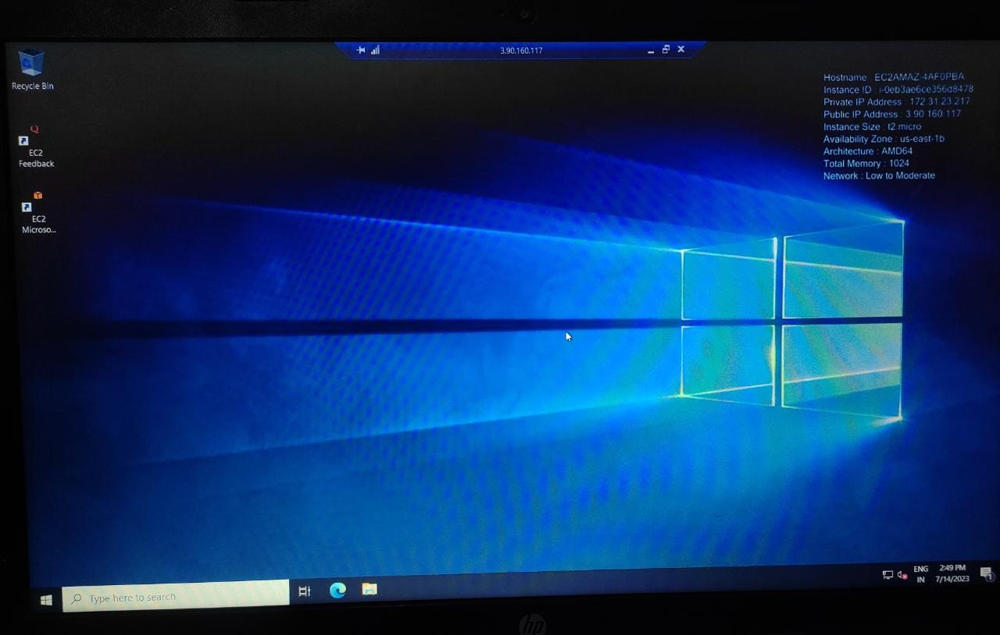 3.90.160.117
Recycle Bin
EC2
Feedback
EC2
Microso...
Hostname : EC2AMAZ-4AF0PBA
Instance ID : i-0eb3ae6ce356d8478
Private IP Address : 172.31.23.217
Public IP Address : 3.90.160.117
Instance Size : t2.micro
Availability Zone : us-east-1b
Architecture : AMD64
Total Memory : 1024
Network : Low to Moderate
Type here to search
ENG
IN
2:49 PM
7/14/2023
1
hp